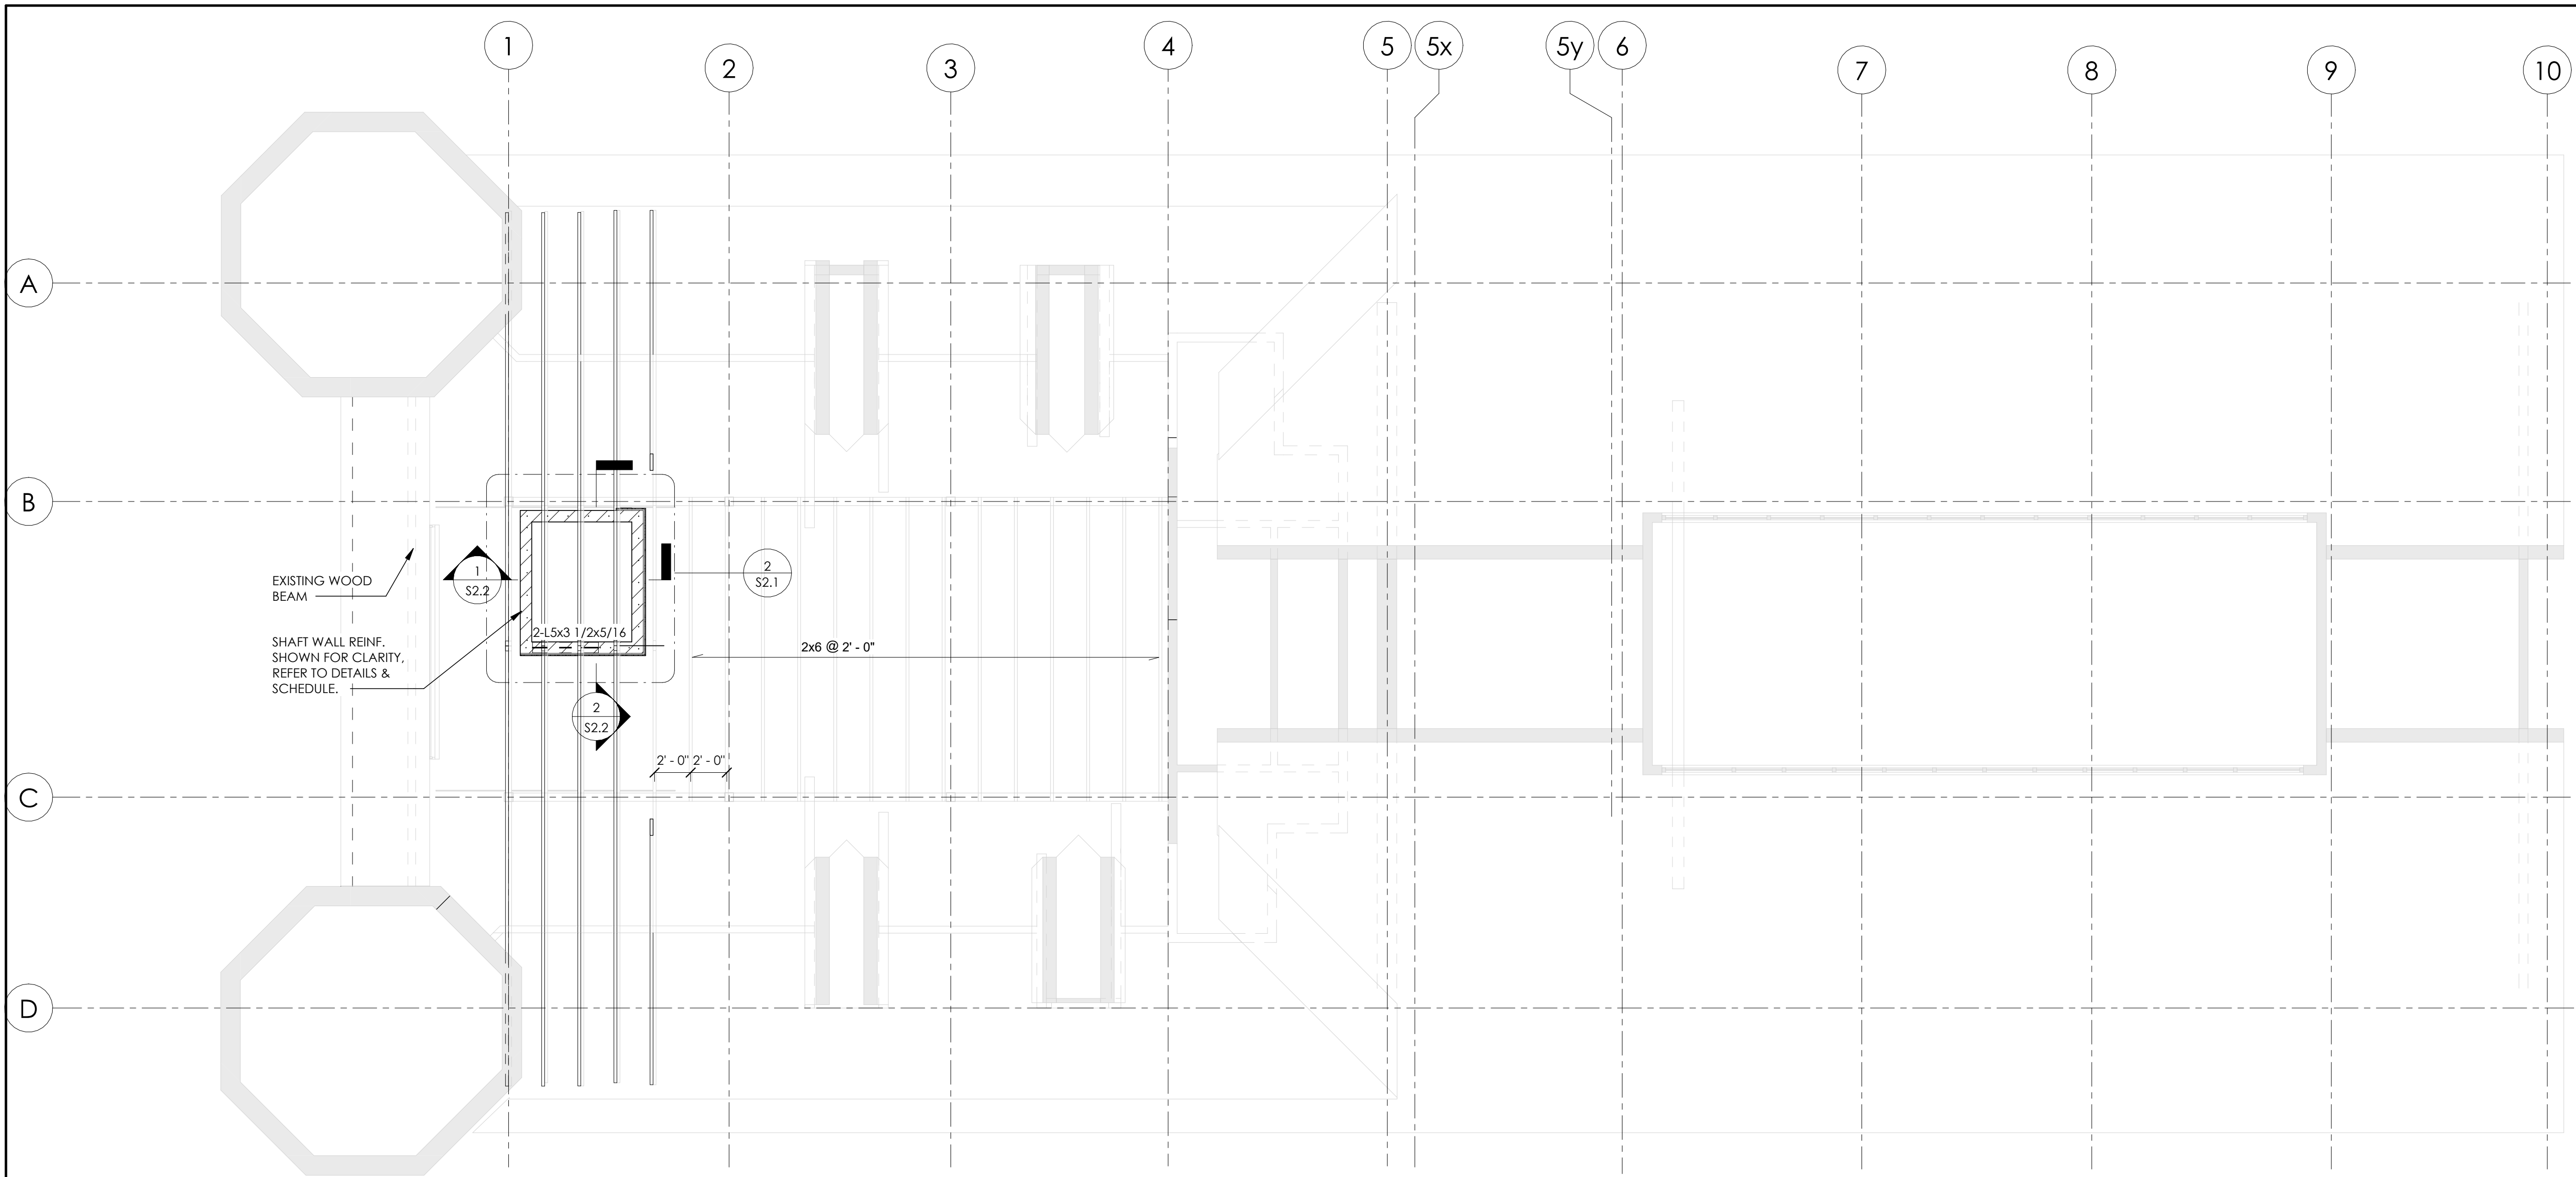 1
2
3
4
5
5x
5y
6
7
8
9
10
A
B
C
D
EXISTING WOOD
BEAM
SHAFT WALL REINF.
SHOWN FOR CLARITY,
REFER TO DETAILS &
SCHEDULE.
1
S2.2
2
S2.1
2-L5x3 1/2x5/16
2x6 @ 2' - 0"
2
S2.2
2' - 0" 2' - 0"